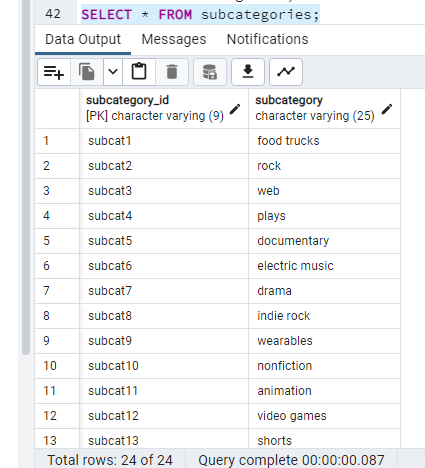 42 SELECT * FROM subcategories;
Data Output Messages Notifications
subcategory_id subcategory
[PK] character varying (9) character varying (25)
1 subcat1 food trucks
2 subcat2 rock
3 subcat3 web
4 subcat4 plays
5 subcat5 documentary
6 subcat6 electric music
7 subcat7 drama
8 subcat8 indie rock
9 subcat9 wearables
10 subcat10 nonfiction
11 subcat11 animation
12 subcat12 video games
13 subcat13 shorts
Total rows: 24 of 24 Query complete 00:00:00.087